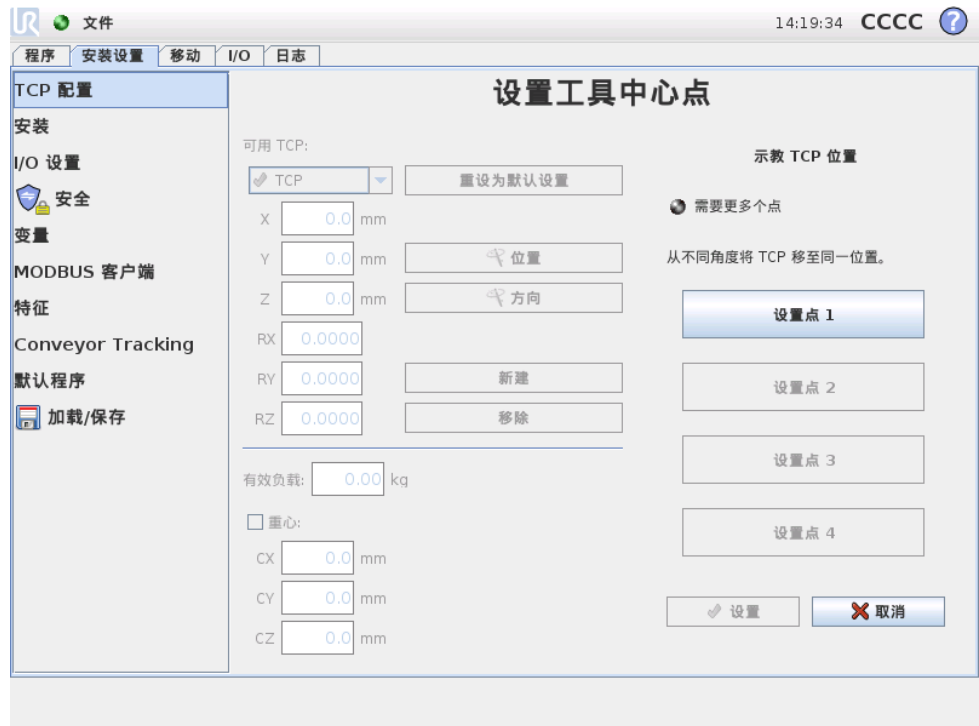 UR 文件 14:19:34 CCCC ?
程序 安装设置 移动 I/O 日志
TCP 配置
安装
I/O 设置
安全
变量
MODBUS 客户端
特征
Conveyor Tracking
默认程序
加载/保存
设置工具中心点
可用 TCP:
TCP 重设为默认设置
X 0.0 mm
Y 0.0 mm 位置
Z 0.0 mm 方向
RX 0.0000
RY 0.0000 新建
RZ 0.0000 移除
有效负载: 0.00 kg
重心:
CX 0.0 mm
CY 0.0 mm
CZ 0.0 mm
示教 TCP 位置
需要更多个点
从不同角度将 TCP 移至同一位置。
设置点 1
设置点 2
设置点 3
设置点 4
设置 取消